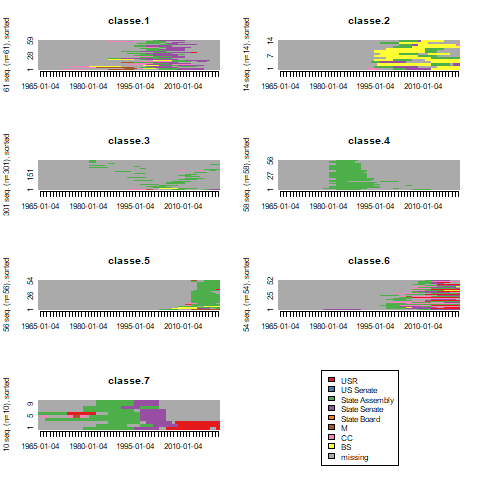 classe.1
61 seq. (n=61), sorted
1 28 59
1965-01-04 1980-01-04 1995-01-04 2010-01-04
classe.2
14 seq. (n=14), sorted
1 7 14
1965-01-04 1980-01-04 1995-01-04 2010-01-04
classe.3
301 seq. (n=301), sorted
1 151
1965-01-04 1980-01-04 1995-01-04 2010-01-04
classe.4
58 seq. (n=58), sorted
1 27 56
1965-01-04 1980-01-04 1995-01-04 2010-01-04
classe.5
56 seq. (n=56), sorted
1 26 54
1965-01-04 1980-01-04 1995-01-04 2010-01-04
classe.6
54 seq. (n=54), sorted
1 25 52
1965-01-04 1980-01-04 1995-01-04 2010-01-04
classe.7
10 seq. (n=10), sorted
1 5 9
1965-01-04 1980-01-04 1995-01-04 2010-01-04
USR
US Senate
State Assembly
State Senate
State Board
M
CC
BS
missing